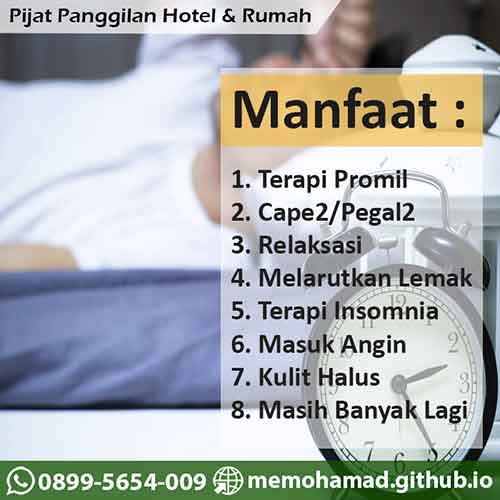 Pijat Panggilan Hotel & Rumah
Manfaat :
1. Terapi Promil
2. Cape2/Pegal2
3. Relaksasi
4. Melarutkan Lemak
5. Terapi Insomnia
6. Masuk Angin
7. Kulit Halus
8. Masih Banyak Lagi
0899-5654-009 memohamad.github.io